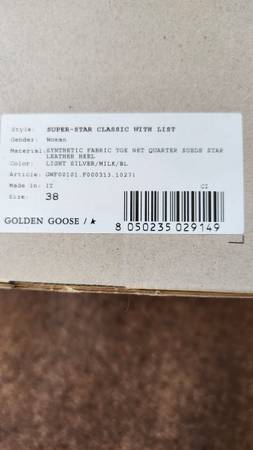 Style: SUPER-STAR CLASSIC WITH LIST
Gender: Woman
Material: SYNTHETIC FABRIC TOE NET QUARTER SUEDE STAR
LEATHER HEEL
Color: LIGHT SILVER/MILK/BL
Article: GWF00101.F000313.10271
Made in: IT
CI
Size: 38
GOLDEN GOOSE / ★
8 050235 029149